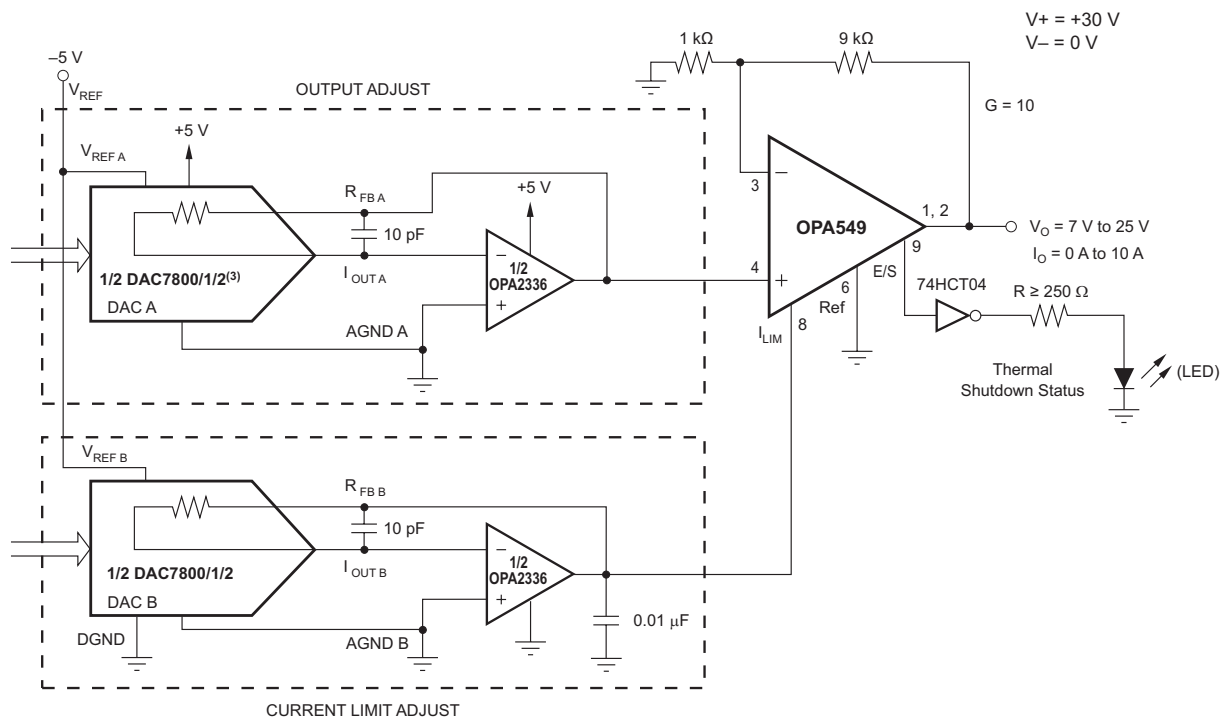 V+ = +30 V
V– = 0 V
1 kΩ
9 kΩ
G = 10
–5 V
V_REF
OUTPUT ADJUST
+5 V
V_REF A
R_FB A
10 pF
+5 V
1/2 DAC7800/1/2(3)
DAC A
I_OUT A
AGND A
–
+
1/2
OPA2336
3
–
4
+
OPA549
1, 2
9
E/S
6
Ref
8
I_LIM
V_O = 7 V to 25 V
I_O = 0 A to 10 A
74HCT04
R ≥ 250 Ω
Thermal
Shutdown Status
(LED)
V_REF B
R_FB B
10 pF
1/2 DAC7800/1/2
DAC B
I_OUT B
–
+
1/2
OPA2336
DGND
AGND B
0.01 μF
CURRENT LIMIT ADJUST